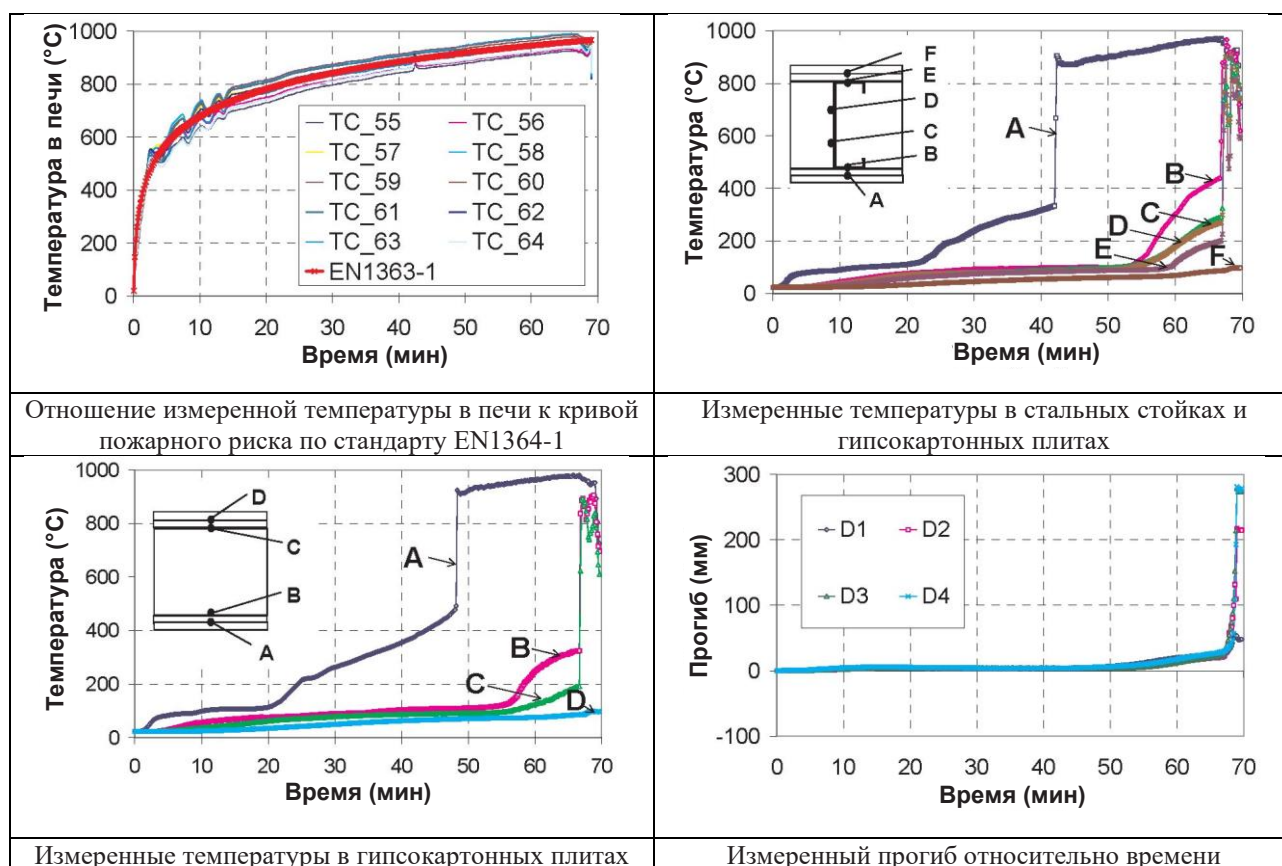 1000
800
600
400
200
0
Температура в печи (°C)
TC_55 TC_56
TC_57 TC_58
TC_59 TC_60
TC_61 TC_62
TC_63 TC_64
EN1363-1
0 10 20 30 40 50 60 70
Время (мин)
Отношение измеренной температуры в печи к кривой
пожарного риска по стандарту EN1364-1
1000
800
600
400
200
0
Температура (°C)
F
E
D
C
B
A
A
B
C
D
E
F
0 10 20 30 40 50 60 70
Время (мин)
Измеренные температуры в стальных стойках и
гипсокартонных плитах
1000
800
600
400
200
0
Температура (°C)
D
C
B
A
A
B
C
D
0 10 20 30 40 50 60 70
Время (мин)
Измеренные температуры в гипсокартонных плитах
300
200
100
0
-100
Прогиб (мм)
D1 D2
D3 D4
0 10 20 30 40 50 60 70
Время (мин)
Измеренный прогиб относительно времени